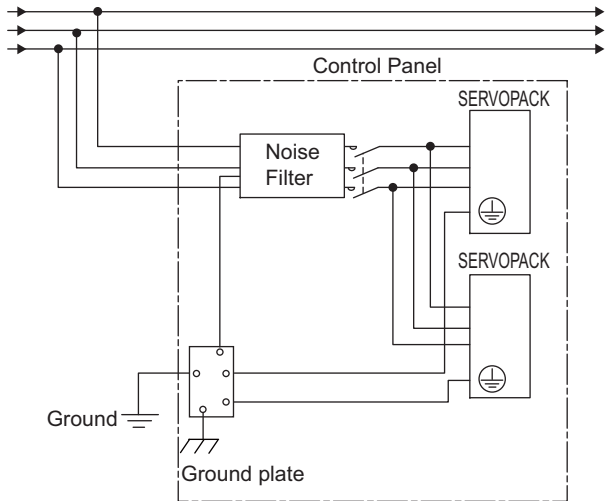 Control Panel
SERVOPACK
Noise
Filter
SERVOPACK
Ground
Ground plate